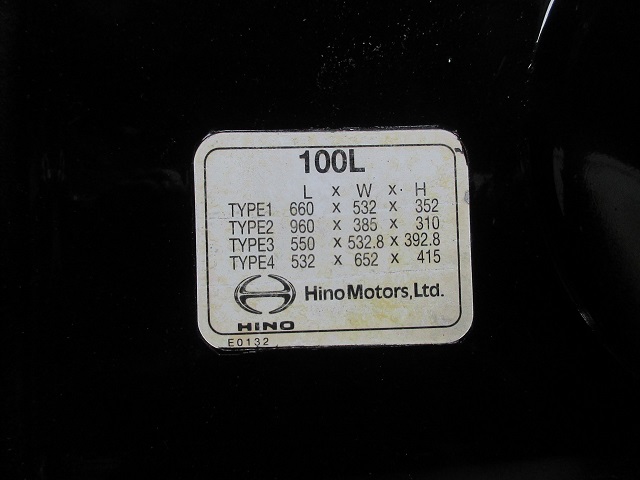 100L
L x W x H
TYPE1 660 x 532 x 352
TYPE2 960 x 385 x 310
TYPE3 550 x 532.8 x 392.8
TYPE4 532 x 652 x 415
Hino Motors, Ltd.
HINO
E0132